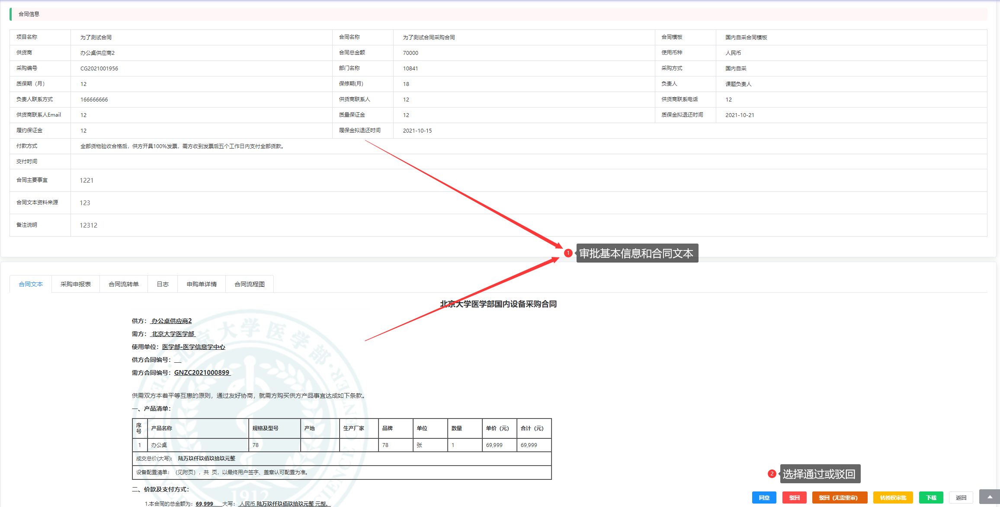 合同信息
项目名称 为了测试合同 合同名称 为了测试合同采购合同 合同模板 国内自采合同模板
供货商 办公桌供应商2 合同总金额 70000 使用币种 人民币
采购编号 CG2021001956 部门名称 10841 采购方式 国内自采
质保期（月） 12 保修期(月) 18 负责人 课题负责人
负责人联系方式 166666666 供货商联系人 12 供货商联系电话 12
供货商联系人Email 12 质量保证金 12 质保金拟退还时间 2021-10-21
履约保证金 12 履保金拟退还时间 2021-10-15
付款方式 全部货物验收合格后，供方开具100%发票，需方收到发票后五个工作日内支付全部货款。
交付时间
合同主要事宜 1221
合同文本资料来源 123
备注说明 12312
1 审批基本信息和合同文本
合同文本 采购申报表 合同流转单 日志 申购单详情 合同流程图
北京大学医学部国内设备采购合同
供方： 办公桌供应商2
需方： 北京大学医学部
使用单位：医学部-医学信息学中心
供方合同编号：
需方合同编号：GNZC2021000899
供需双方本着平等互惠的原则，通过友好协商，就需方购买供方产品事宜达成如下条款。
一、产品清单：
序号 产品名称 规格及型号 产地 生产厂家 品牌 单位 数量 单价（元） 合计（元）
1 办公桌 78 78 张 1 69,999 69,999
成交总价(大写)： 陆万玖仟玖佰玖拾玖元整
设备配置清单：（见附页），共 页，以最终用户签字、盖章认可配置为准。
二、价款及支付方式：
1.本合同的总金额为：69,999 大写： 人民币 陆万玖仟玖佰玖拾玖元整 元整。
2 选择通过或驳回
同意 驳回 驳回（无需重审） 转授权审批 下载 返回
北京大学医学部
1912